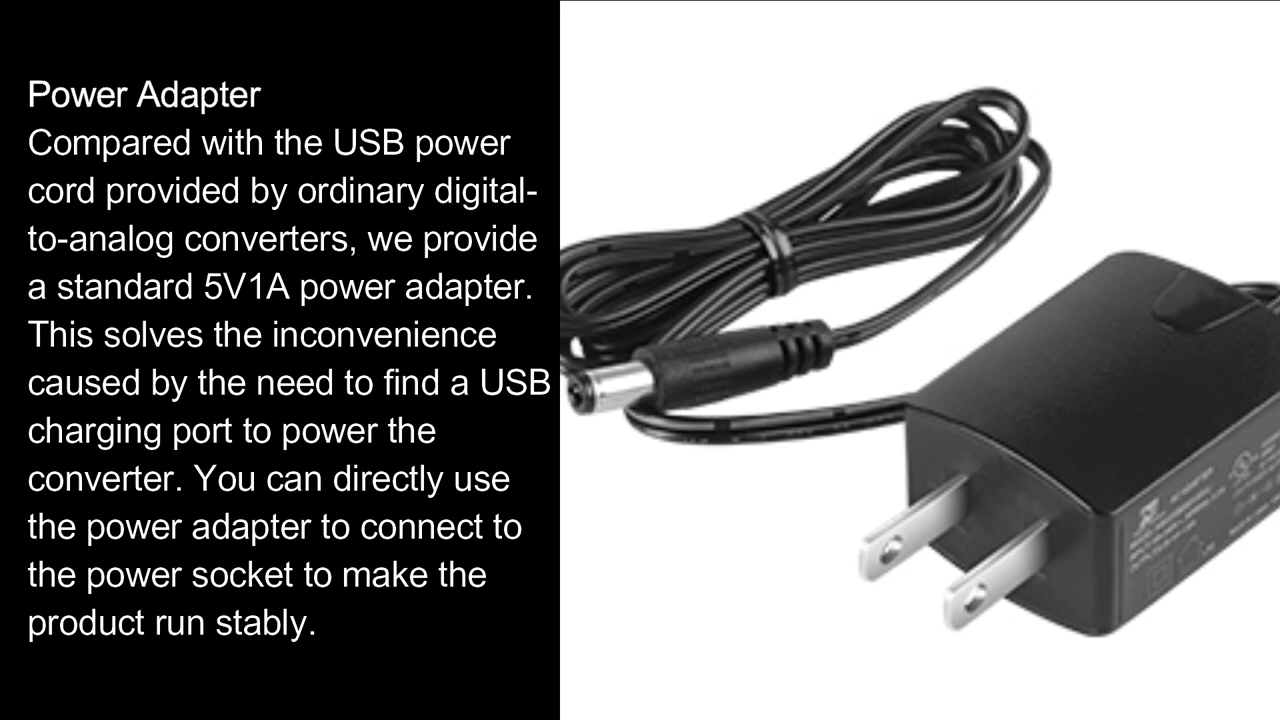 Power Adapter
Compared with the USB power
cord provided by ordinary digital-
to-analog converters, we provide
a standard 5V1A power adapter.
This solves the inconvenience
caused by the need to find a USB
charging port to power the
converter. You can directly use
the power adapter to connect to
the power socket to make the
product run stably.